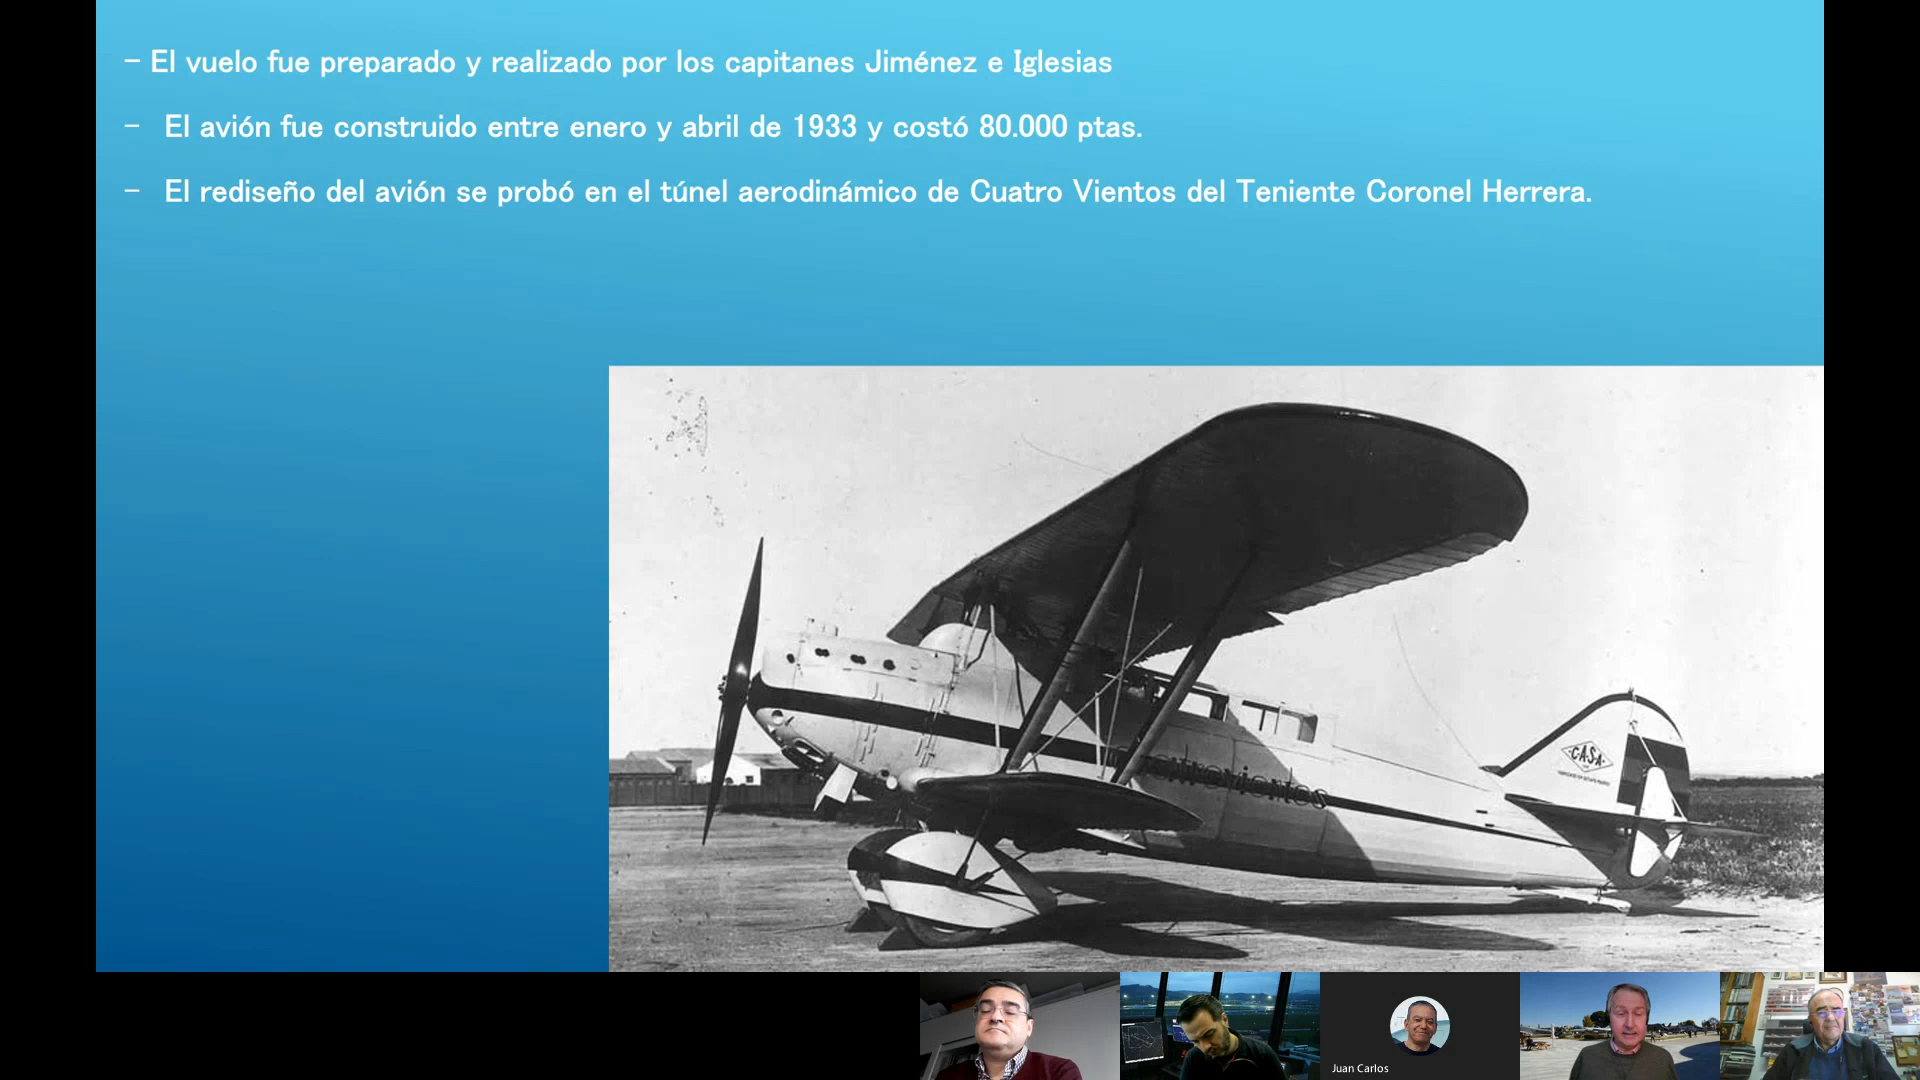 - El vuelo fue preparado y realizado por los capitanes Jiménez e Iglesias
- El avión fue construido entre enero y abril de 1933 y costó 80.000 ptas.
- El rediseño del avión se probó en el túnel aerodinámico de Cuatro Vientos del Teniente Coronel Herrera.
C.A.S.A.
Juan Carlos